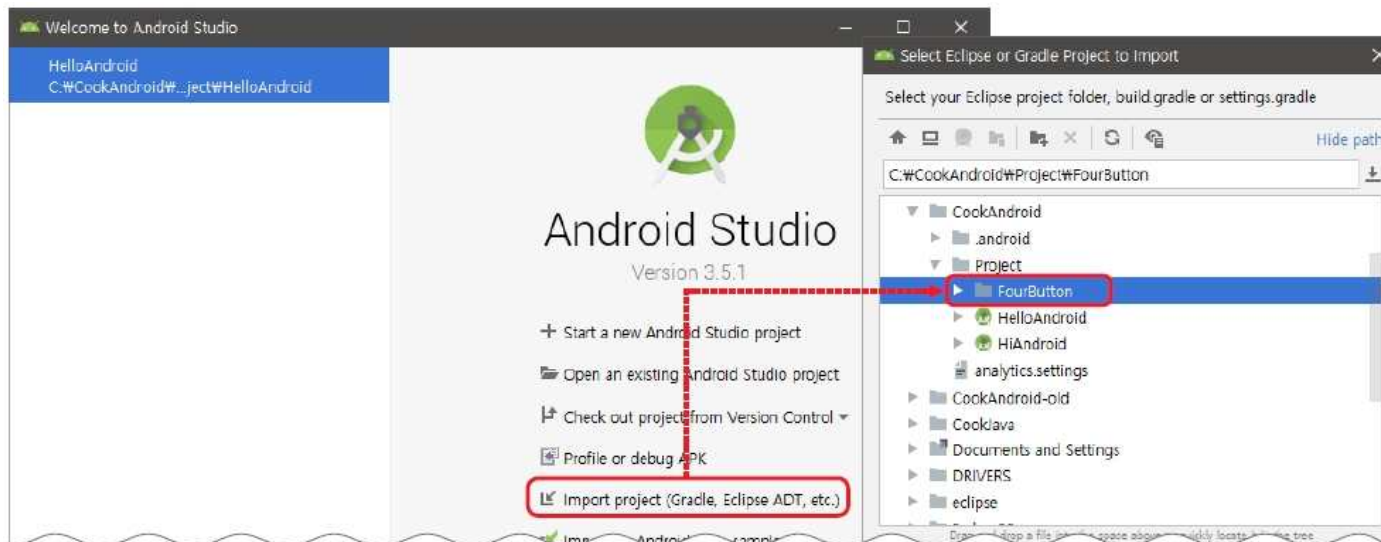 Welcome to Android Studio
HelloAndroid
C:₩CookAndroid₩...ject₩HelloAndroid
Android Studio
Version 3.5.1
Start a new Android Studio project
Open an existing Android Studio project
Check out project from Version Control
Profile or debug APK
Import project (Gradle, Eclipse ADT, etc.)
Select Eclipse or Gradle Project to Import
Select your Eclipse project folder, build.gradle or settings.gradle
Hide path
C:₩CookAndroid₩Project₩FourButton
CookAndroid
.android
Project
FourButton
HelloAndroid
HiAndroid
analytics.settings
CookAndroid-old
CookJava
Documents and Settings
DRIVERS
eclipse